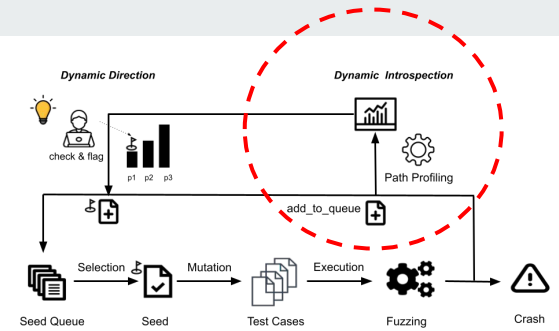 Dynamic Direction
Dynamic Introspection
check & flag
p1 p2 p3
Path Profiling
add_to_queue
Selection
Mutation
Execution
Seed Queue
Seed
Test Cases
Fuzzing
Crash